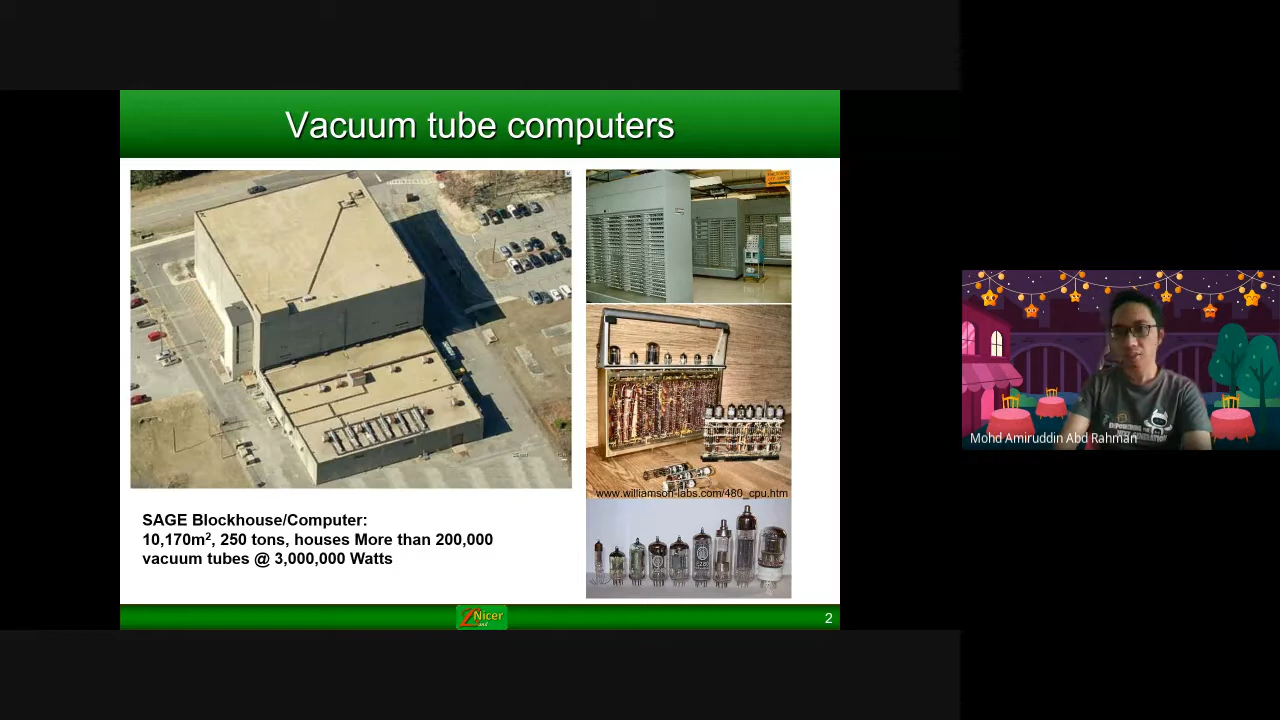 Vacuum tube computers
www.williamson-labs.com/480_cpu.htm
SAGE Blockhouse/Computer:
10,170m², 250 tons, houses More than 200,000
vacuum tubes @ 3,000,000 Watts
Nicer
2
Mohd Amiruddin Abd Rahman